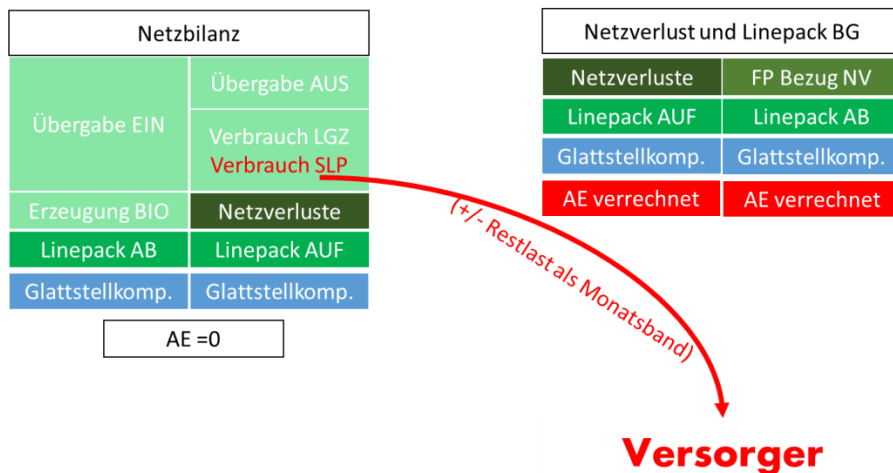 Netzbilanz
Übergabe EIN
Übergabe AUS
Verbrauch LGZ
Verbrauch SLP
Erzeugung BIO
Netzverluste
Linepack AB
Linepack AUF
Glattstellkomp.
Glattstellkomp.
AE =0
(+/- Restlast als Monatsband)
Versorger
Netzverlust und Linepack BG
Netzverluste
FP Bezug NV
Linepack AUF
Linepack AB
Glattstellkomp.
Glattstellkomp.
AE verrechnet
AE verrechnet